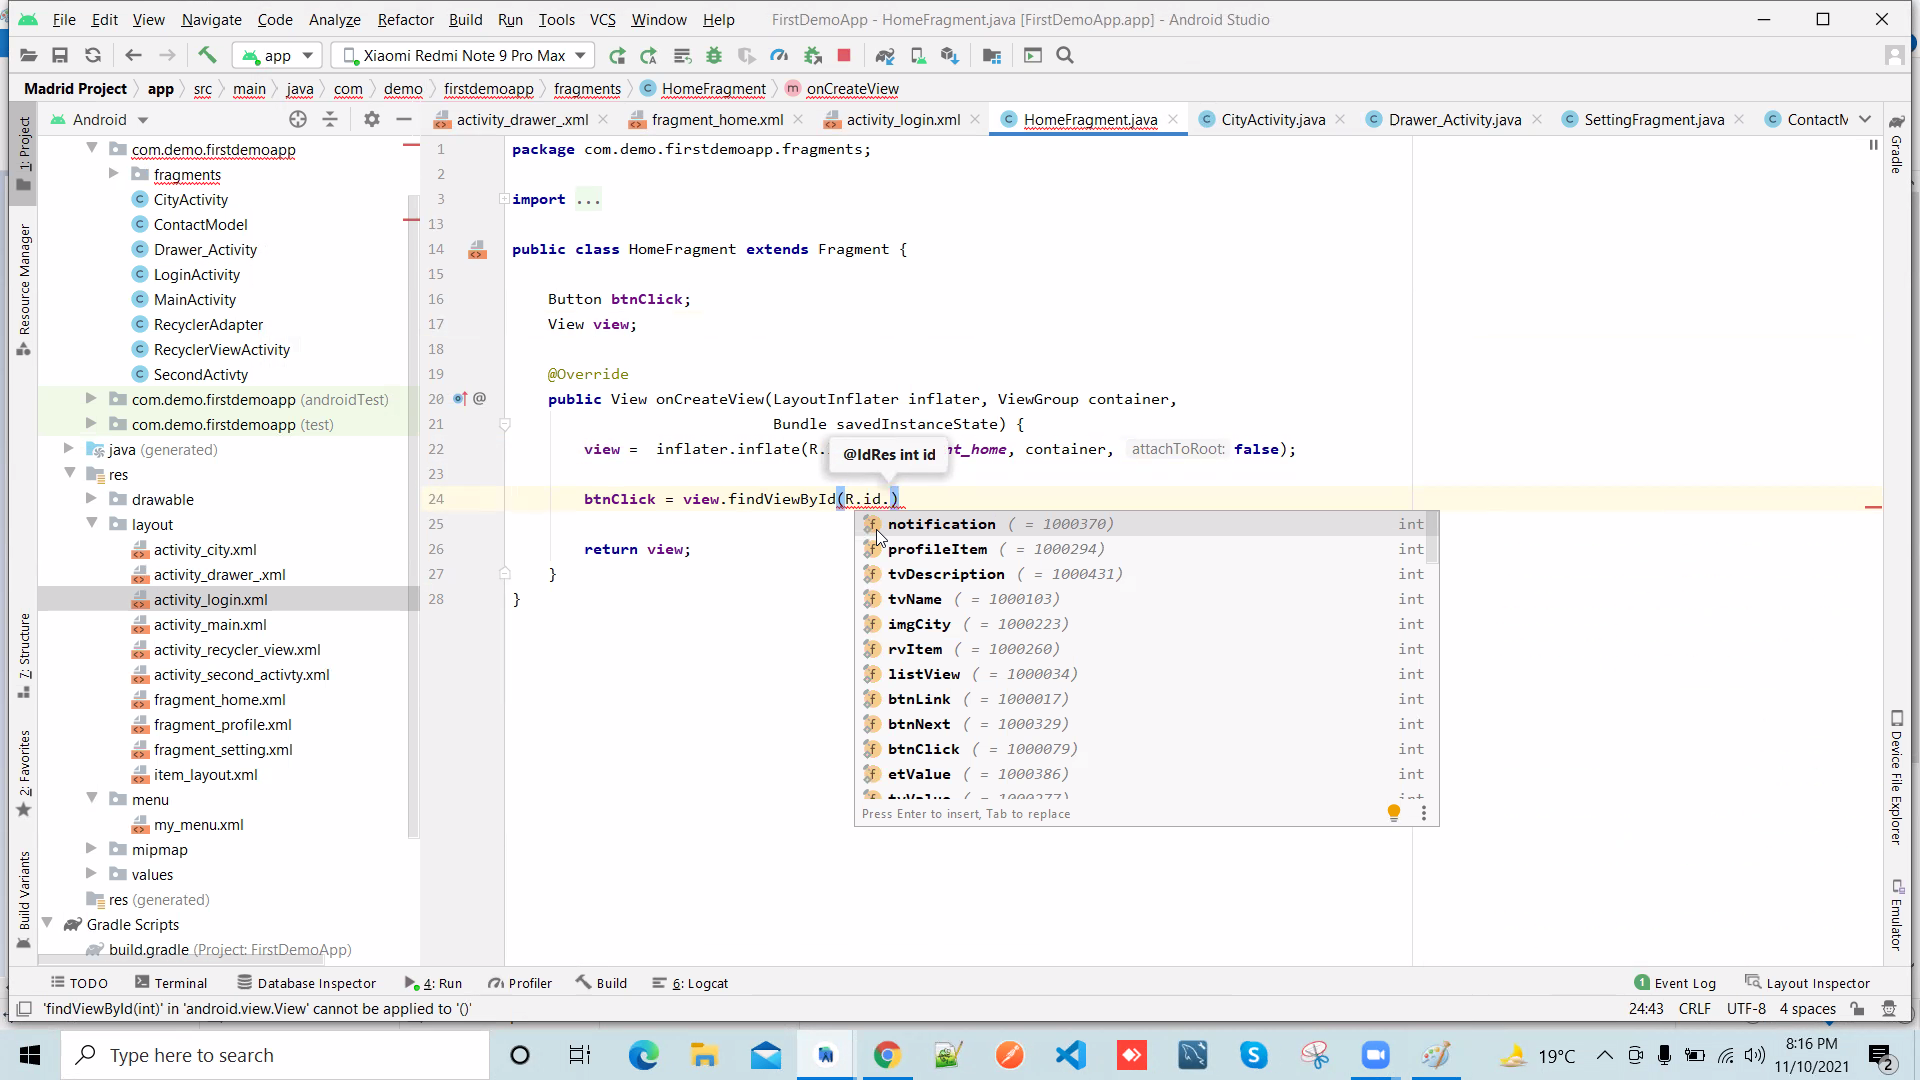 File Edit View Navigate Code Analyze Refactor Build Run Tools VCS Window Help FirstDemoApp - HomeFragment.java [FirstDemoApp.app] - Android Studio
app Xiaomi Redmi Note 9 Pro Max
Madrid Project app src main java com demo firstdemoapp fragments HomeFragment onCreateView
Android
activity_drawer_.xml fragment_home.xml activity_login.xml HomeFragment.java CityActivity.java Drawer_Activity.java SettingFragment.java ContactM
1: Project
Resource Manager
7: Structure
2: Favorites
Build Variants
com.demo.firstdemoapp
fragments
CityActivity
ContactModel
Drawer_Activity
LoginActivity
MainActivity
RecyclerAdapter
RecyclerViewActivity
SecondActivty
com.demo.firstdemoapp (androidTest)
com.demo.firstdemoapp (test)
java (generated)
res
drawable
layout
activity_city.xml
activity_drawer_.xml
activity_login.xml
activity_main.xml
activity_recycler_view.xml
activity_second_activty.xml
fragment_home.xml
fragment_profile.xml
fragment_setting.xml
item_layout.xml
menu
my_menu.xml
mipmap
values
res (generated)
Gradle Scripts
build.gradle (Project: FirstDemoApp)
1 package com.demo.firstdemoapp.fragments;
2
3 import ...
13
14 public class HomeFragment extends Fragment {
15
16 Button btnClick;
17 View view;
18
19 @Override
20 public View onCreateView(LayoutInflater inflater, ViewGroup container,
21 Bundle savedInstanceState) {
22 view = inflater.inflate(R. nt_home, container, attachToRoot: false);
@IdRes int id
23
24 btnClick = view.findViewById(R.id.)
25
26 return view;
27 }
28 }
notification ( = 1000370) int
profileItem ( = 1000294) int
tvDescription ( = 1000431) int
tvName ( = 1000103) int
imgCity ( = 1000223) int
rvItem ( = 1000260) int
listView ( = 1000034) int
btnLink ( = 1000017) int
btnNext ( = 1000329) int
btnClick ( = 1000079) int
etValue ( = 1000386) int
tvValue ( = 1000277) int
Press Enter to insert, Tab to replace
Gradle
Device File Explorer
Emulator
TODO Terminal Database Inspector 4: Run Profiler Build 6: Logcat 1 Event Log Layout Inspector
'findViewById(int)' in 'android.view.View' cannot be applied to '()' 24:43 CRLF UTF-8 4 spaces
Type here to search 19°C 8:16 PM
11/10/2021
2